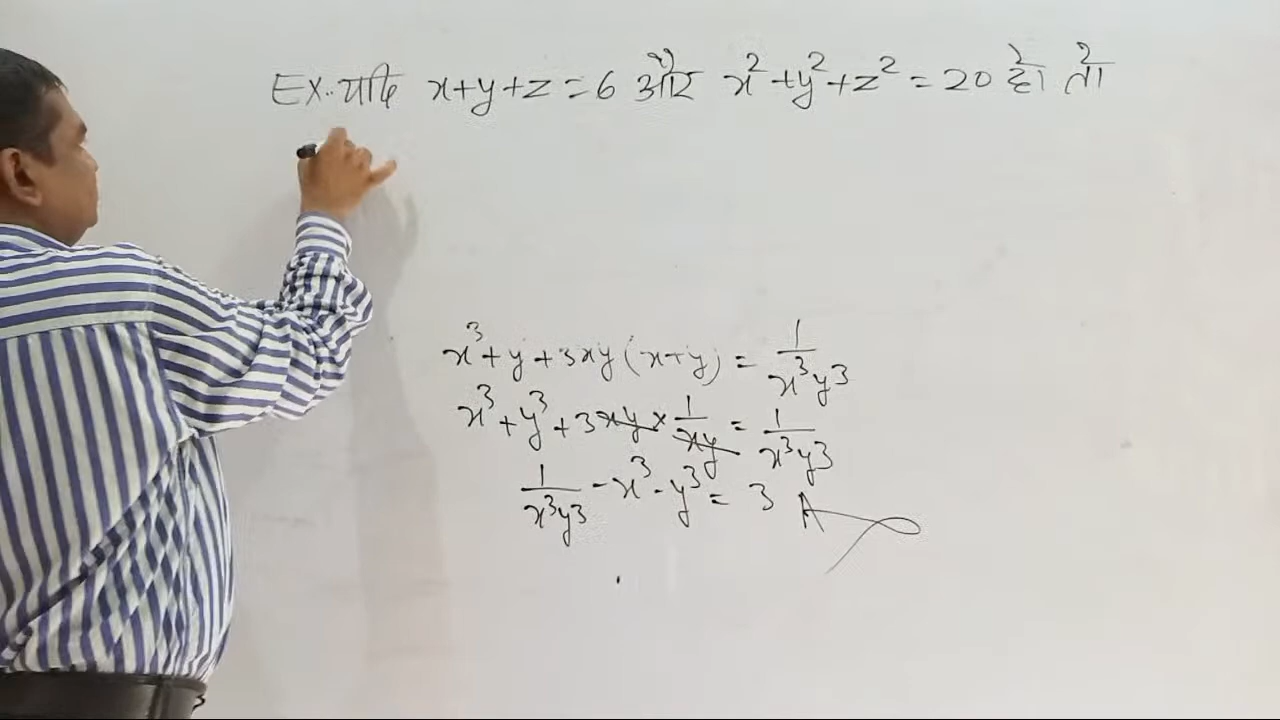 Ex.. यदि x+y+z=6 और x²+y²+z²=20 हो तो
x³+y+3xy(x+y) = 1/x³y³
x³+y³+3xy×1/xy = 1/x³y³
1/x³y³-x³-y³= 3 A